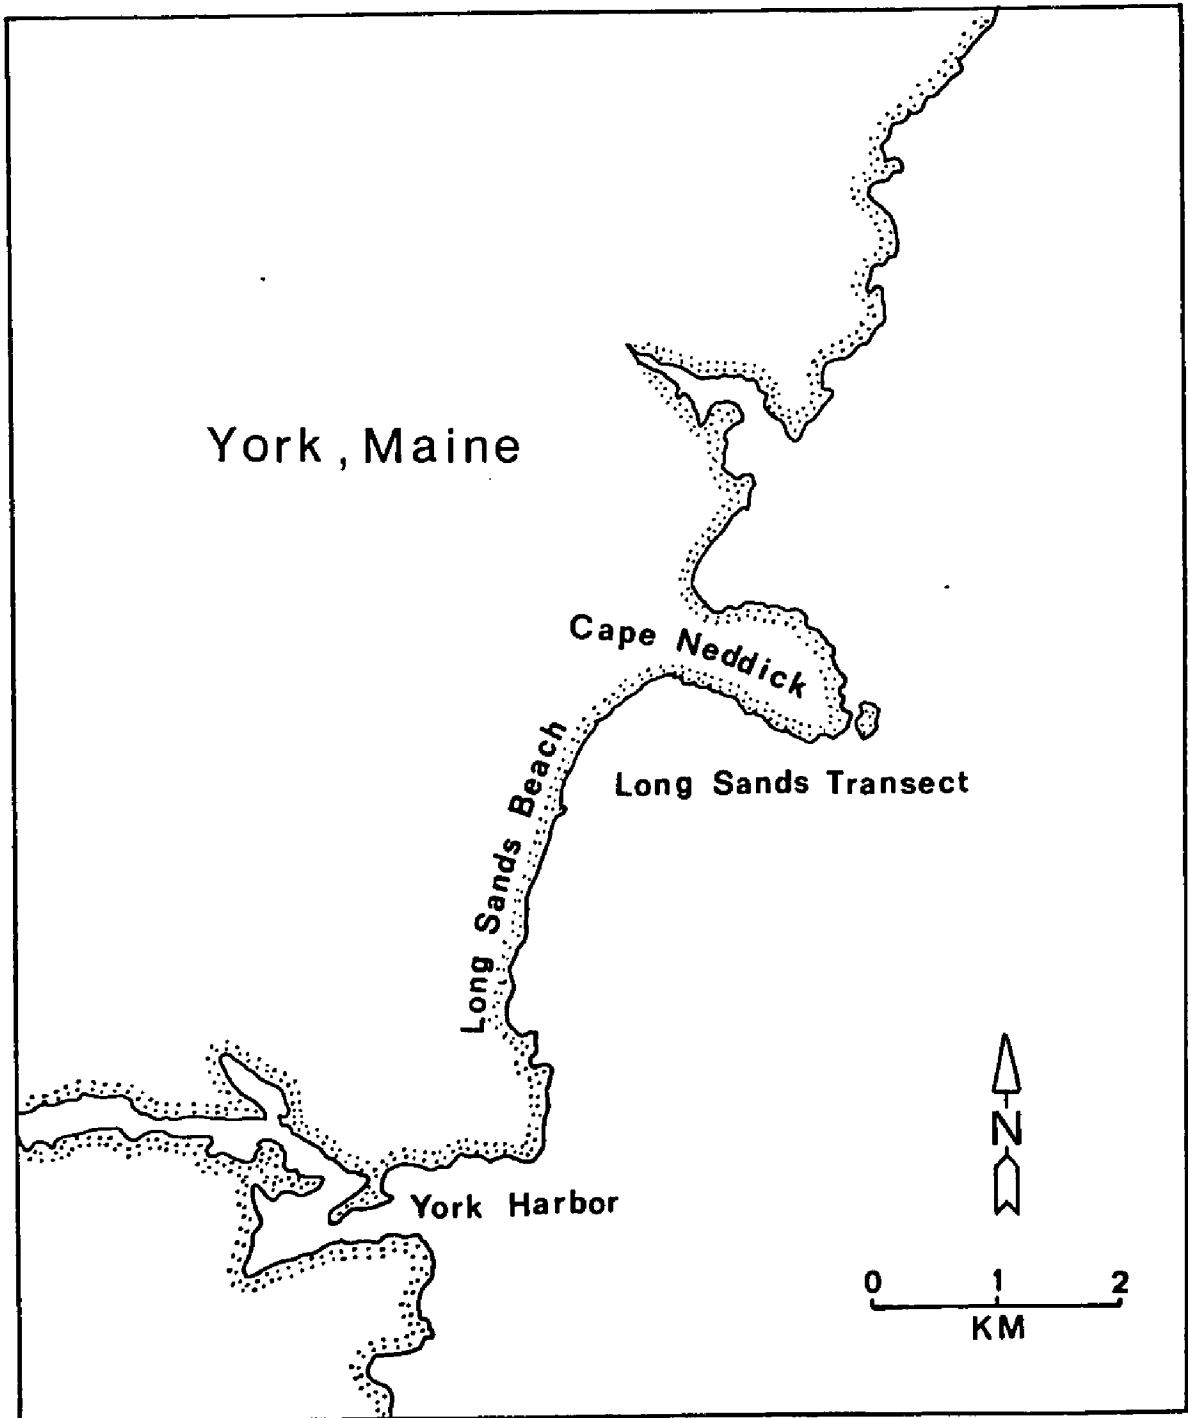 York, Maine
Cape Neddick
Long Sands Transect
Long Sands Beach
York Harbor
N
0 1 2
KM